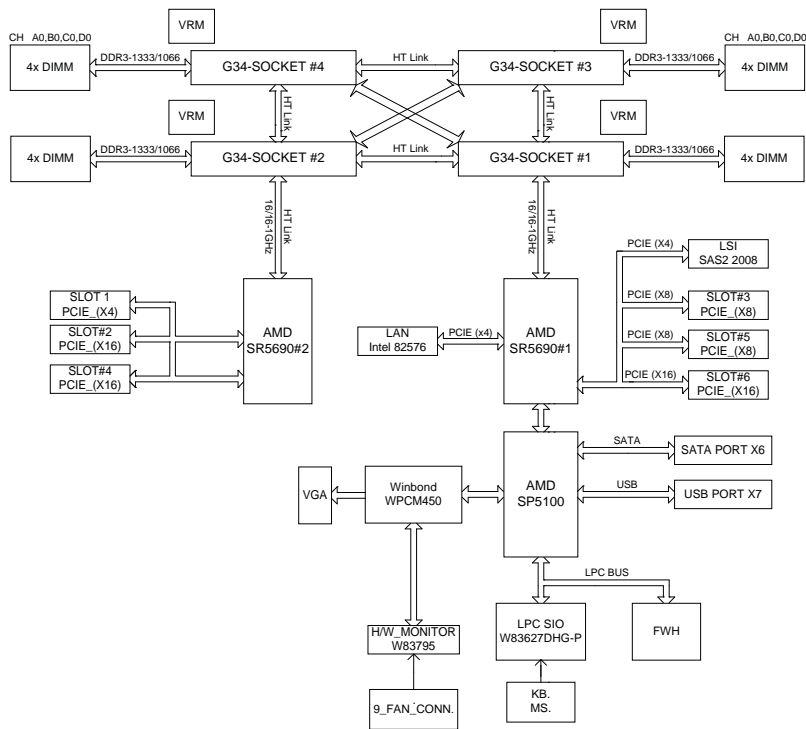 VRM
VRM
CH A0,B0,C0,D0
CH A0,B0,C0,D0
4x DIMM
DDR3-1333/1066
G34-SOCKET #4
HT Link
G34-SOCKET #3
DDR3-1333/1066
4x DIMM
VRM
HT Link
HT Link
VRM
4x DIMM
DDR3-1333/1066
G34-SOCKET #2
HT Link
G34-SOCKET #1
DDR3-1333/1066
4x DIMM
HT Link
16/16-1GHz
HT Link
16/16-1GHz
PCIE (X4)
LSI
SAS2 2008
SLOT 1
PCIE_(X4)
SLOT#2
PCIE_(X16)
SLOT#4
PCIE_(X16)
AMD
SR5690#2
LAN
Intel 82576
PCIE (x4)
AMD
SR5690#1
PCIE (X8)
SLOT#3
PCIE_(X8)
PCIE (X8)
SLOT#5
PCIE_(X8)
PCIE (X16)
SLOT#6
PCIE_(X16)
SATA
SATA PORT X6
VGA
Winbond
WPCM450
AMD
SP5100
USB
USB PORT X7
LPC BUS
H/W_MONITOR
W83795
LPC SIO
W83627DHG-P
FWH
9_FAN_CONN.
KB.
MS.